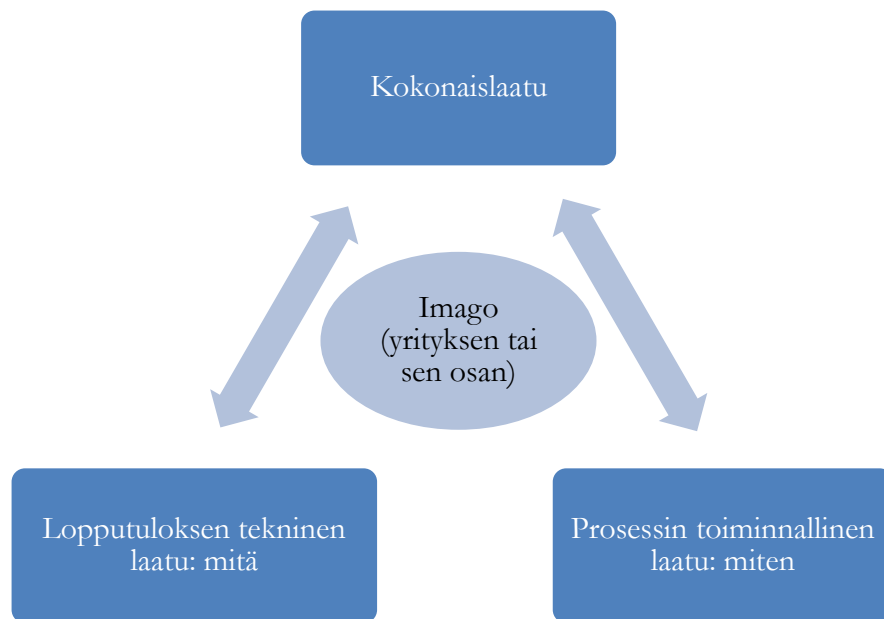 Kokonaislaatu
Imago
(yrityksen tai
sen osan)
Lopputuloksen tekninen
laatu: mitä
Prosessin toiminnallinen
laatu: miten